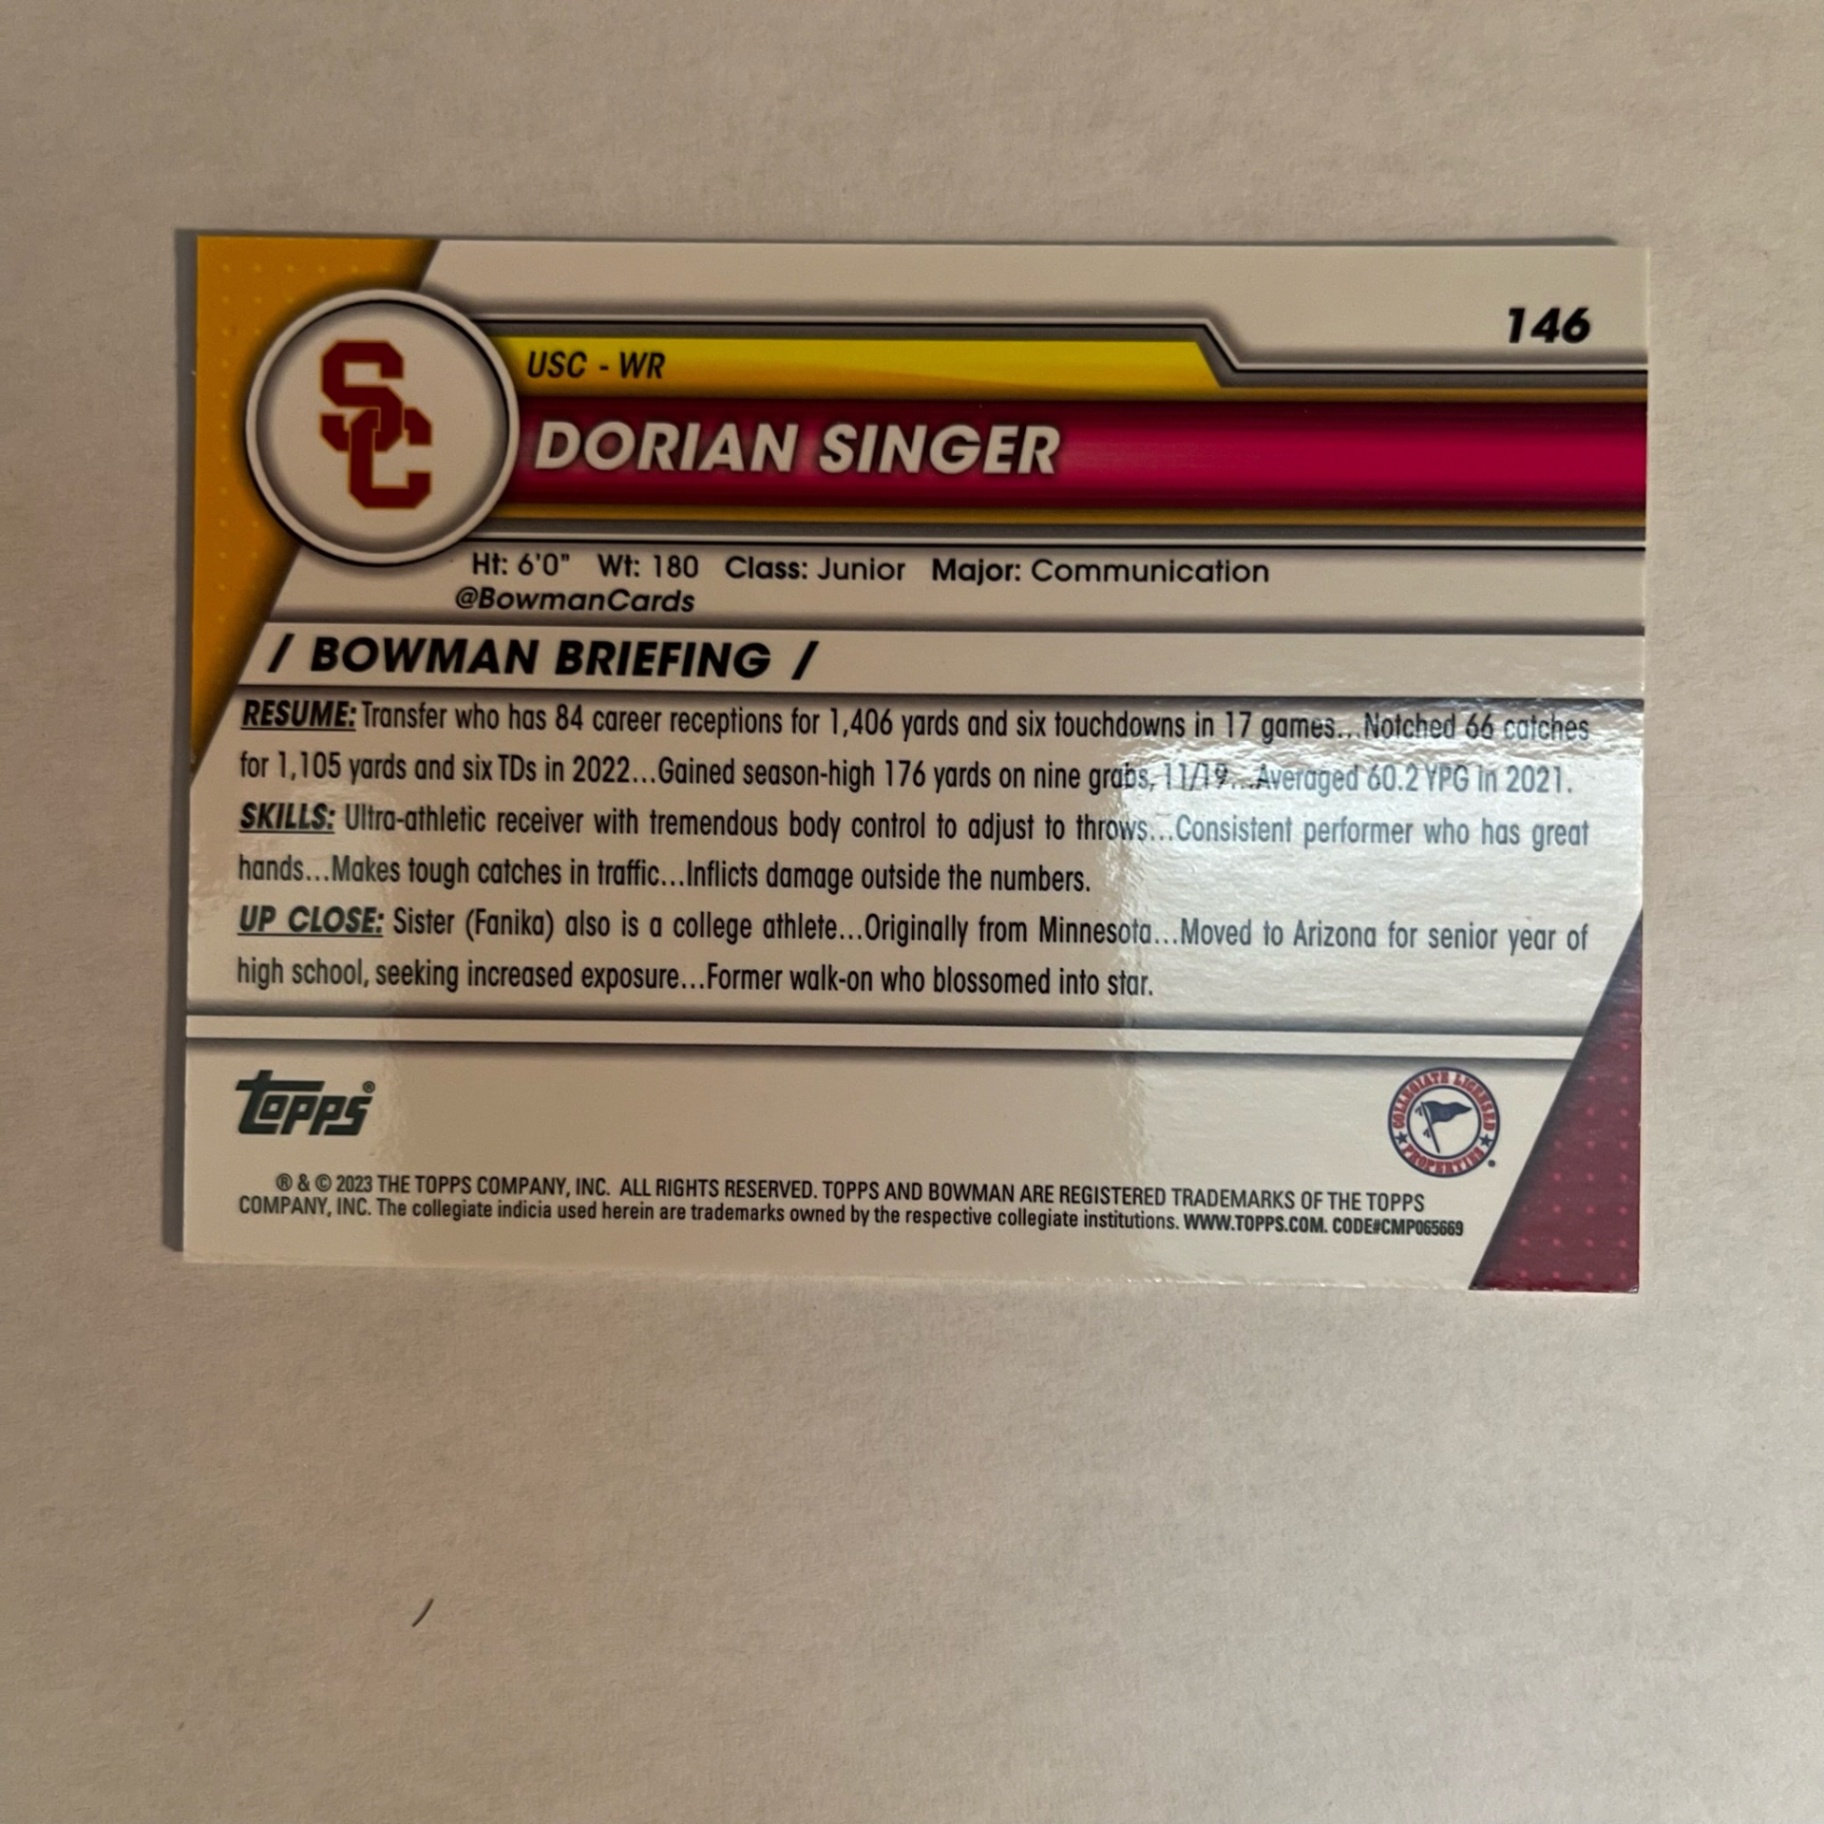 146
SC
USC - WR
DORIAN SINGER
Ht: 6'0" Wt: 180 Class: Junior Major: Communication
@BowmanCards
/ BOWMAN BRIEFING /
RESUME: Transfer who has 84 career receptions for 1,406 yards and six touchdowns in 17 games...Notched 66 catches
for 1,105 yards and six TDs in 2022...Gained season-high 176 yards on nine grabs, 11/19...Averaged 60.2 YPG in 2021.
SKILLS: Ultra-athletic receiver with tremendous body control to adjust to throws...Consistent performer who has great
hands...Makes tough catches in traffic...Inflicts damage outside the numbers.
UP CLOSE: Sister (Fanika) also is a college athlete...Originally from Minnesota...Moved to Arizona for senior year of
high school, seeking increased exposure...Former walk-on who blossomed into star.
topps®
COLLEGIATE LICENSED PROPERTIES
® & © 2023 THE TOPPS COMPANY, INC. ALL RIGHTS RESERVED. TOPPS AND BOWMAN ARE REGISTERED TRADEMARKS OF THE TOPPS
COMPANY, INC. The collegiate indicia used herein are trademarks owned by the respective collegiate institutions. WWW.TOPPS.COM. CODE#CMP065669